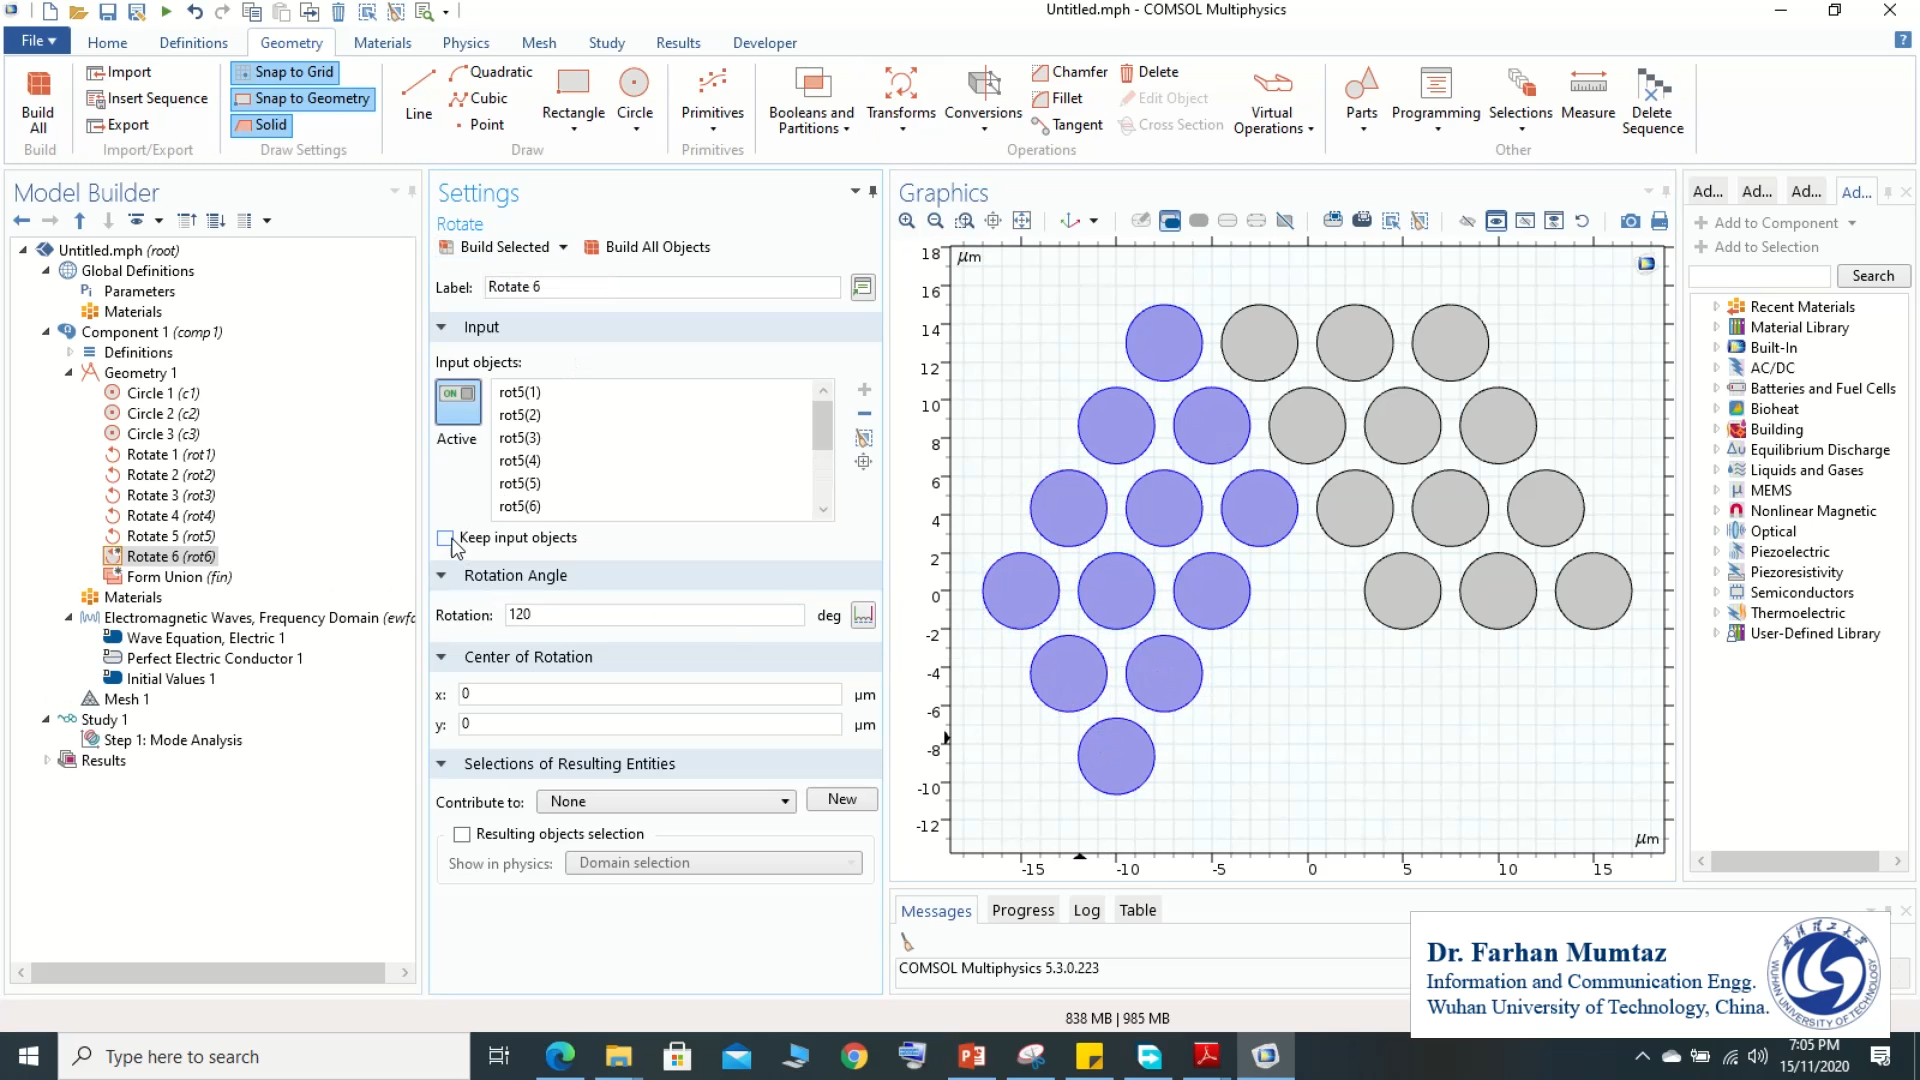 Untitled.mph - COMSOL Multiphysics
File
Home
Definitions
Geometry
Materials
Physics
Mesh
Study
Results
Developer
Build All
Build
Import
Insert Sequence
Export
Import/Export
Snap to Grid
Snap to Geometry
Solid
Draw Settings
Line
Quadratic
Cubic
Point
Rectangle
Circle
Draw
Primitives
Primitives
Booleans and Partitions
Transforms
Conversions
Chamfer
Fillet
Tangent
Delete
Edit Object
Cross Section
Virtual Operations
Operations
Parts
Programming
Selections
Measure
Delete Sequence
Other
Model Builder
Untitled.mph (root)
Global Definitions
Pi Parameters
Materials
Component 1 (comp1)
Definitions
Geometry 1
Circle 1 (c1)
Circle 2 (c2)
Circle 3 (c3)
Rotate 1 (rot1)
Rotate 2 (rot2)
Rotate 3 (rot3)
Rotate 4 (rot4)
Rotate 5 (rot5)
Rotate 6 (rot6)
Form Union (fin)
Materials
Electromagnetic Waves, Frequency Domain (ewfd
Wave Equation, Electric 1
Perfect Electric Conductor 1
Initial Values 1
Mesh 1
Study 1
Step 1: Mode Analysis
Results
Settings
Rotate
Build Selected
Build All Objects
Label: Rotate 6
Input
Input objects:
ON
Active
rot5(1)
rot5(2)
rot5(3)
rot5(4)
rot5(5)
rot5(6)
Keep input objects
Rotation Angle
Rotation: 120 deg
Center of Rotation
x: 0 µm
y: 0 µm
Selections of Resulting Entities
Contribute to: None New
Resulting objects selection
Show in physics: Domain selection
Graphics
µm
18
16
14
12
10
8
6
4
2
0
-2
-4
-6
-8
-10
-12
µm
-15 -10 -5 0 5 10 15
Messages Progress Log Table
COMSOL Multiphysics 5.3.0.223
838 MB | 985 MB
Ad... Ad... Ad... Ad...
Add to Component
Add to Selection
Search
Recent Materials
Material Library
Built-In
AC/DC
Batteries and Fuel Cells
Bioheat
Building
Equilibrium Discharge
Liquids and Gases
MEMS
Nonlinear Magnetic
Optical
Piezoelectric
Piezoresistivity
Semiconductors
Thermoelectric
User-Defined Library
Dr. Farhan Mumtaz
Information and Communication Engg.
Wuhan University of Technology, China.
WUHAN UNIVERSITY OF TECHNOLOGY
Type here to search
7:05 PM
15/11/2020